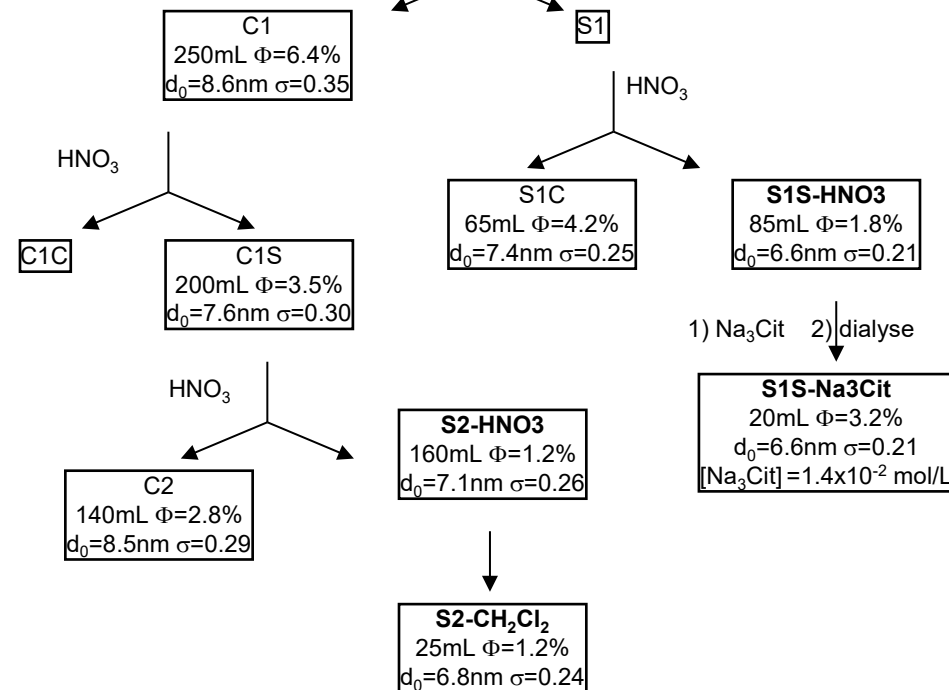 C1
250mL Φ=6.4%
d₀=8.6nm σ=0.35
S1
HNO₃
HNO₃
S1C
65mL Φ=4.2%
d₀=7.4nm σ=0.25
S1S-HNO3
85mL Φ=1.8%
d₀=6.6nm σ=0.21
C1C
C1S
200mL Φ=3.5%
d₀=7.6nm σ=0.30
1) Na₃Cit 2) dialyse
HNO₃
S1S-Na3Cit
20mL Φ=3.2%
d₀=6.6nm σ=0.21
[Na₃Cit] =1.4x10⁻² mol/L
S2-HNO3
160mL Φ=1.2%
d₀=7.1nm σ=0.26
C2
140mL Φ=2.8%
d₀=8.5nm σ=0.29
S2-CH₂Cl₂
25mL Φ=1.2%
d₀=6.8nm σ=0.24